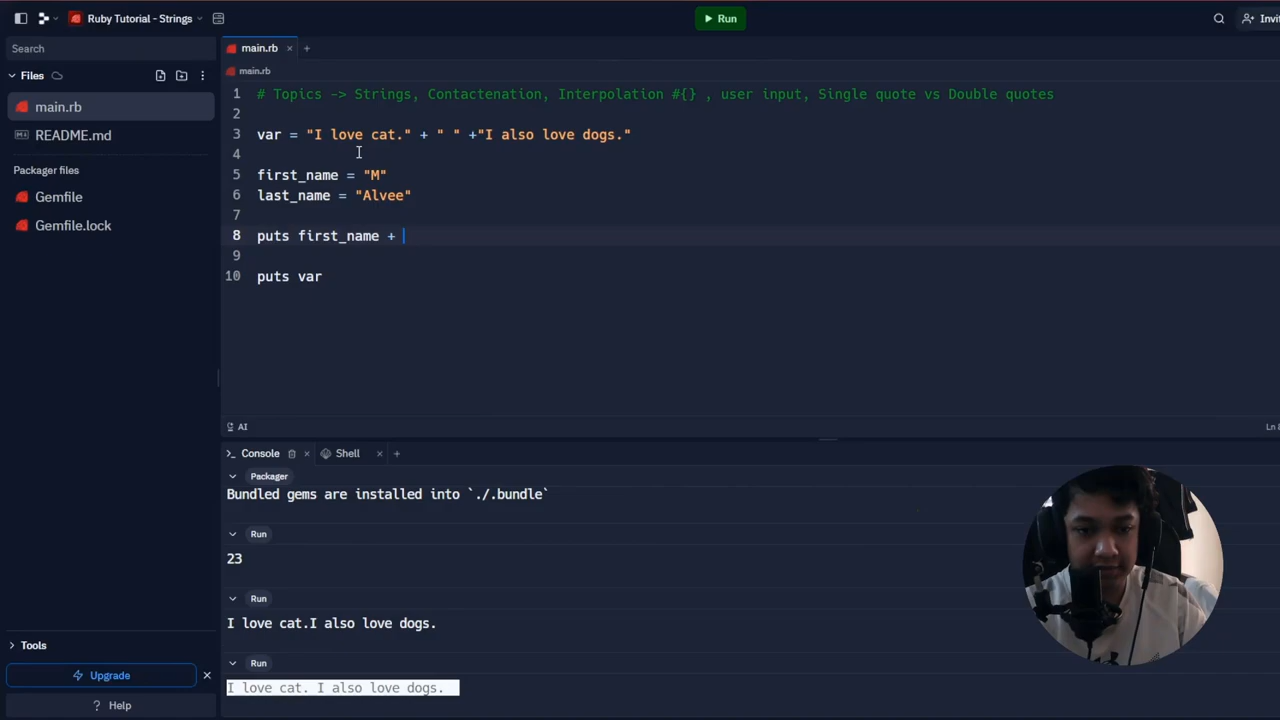 Ruby Tutorial - Strings
Run
Invi
Search
main.rb
Files
main.rb
main.rb
README.md
Packager files
Gemfile
Gemfile.lock
1 # Topics -> Strings, Contactenation, Interpolation #{} , user input, Single quote vs Double quotes
2
3 var = "I love cat." + " " +"I also love dogs."
4
5 first_name = "M"
6 last_name = "Alvee"
7
8 puts first_name +
9
10 puts var
AI
Ln 8
Console
Shell
Packager
Bundled gems are installed into `./.bundle`
Run
23
Run
I love cat.I also love dogs.
Run
I love cat. I also love dogs.
Tools
Upgrade
? Help